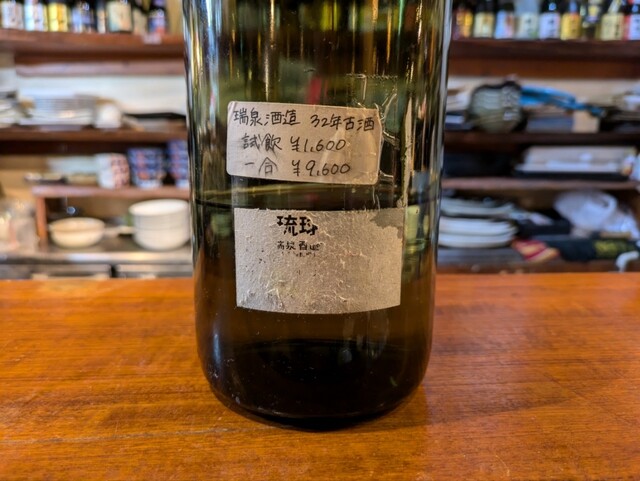 瑞泉酒造 32年古酒
試飲 ¥1,600
一合 ¥9,600
琉球